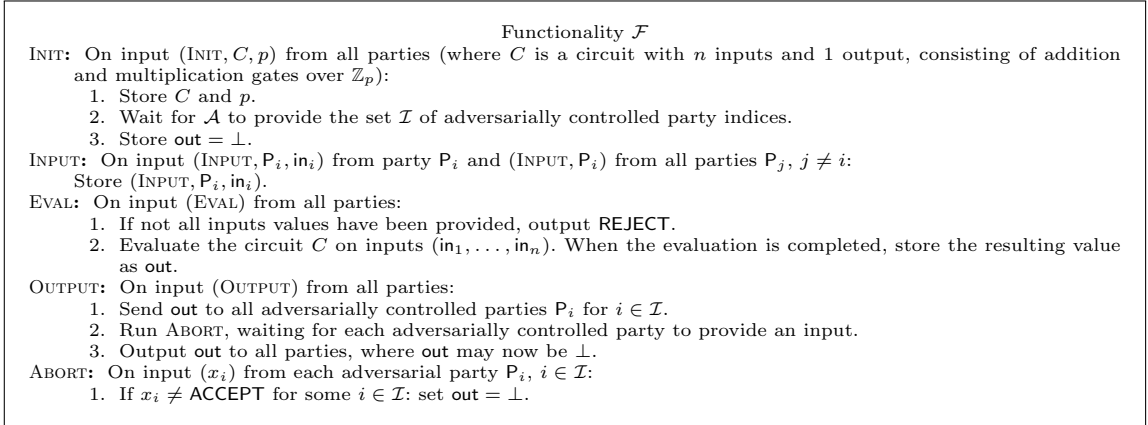 Functionality F
INIT: On input (INIT, C, p) from all parties (where C is a circuit with n inputs and 1 output, consisting of addition
and multiplication gates over ℤp):
1. Store C and p.
2. Wait for A to provide the set I of adversarially controlled party indices.
3. Store out = ⊥.
INPUT: On input (INPUT, Pi, ini) from party Pi and (INPUT, Pi) from all parties Pj, j ≠ i:
Store (INPUT, Pi, ini).
EVAL: On input (EVAL) from all parties:
1. If not all inputs values have been provided, output REJECT.
2. Evaluate the circuit C on inputs (in1, . . . , inn). When the evaluation is completed, store the resulting value
as out.
OUTPUT: On input (OUTPUT) from all parties:
1. Send out to all adversarially controlled parties Pi for i ∈ I.
2. Run ABORT, waiting for each adversarially controlled party to provide an input.
3. Output out to all parties, where out may now be ⊥.
ABORT: On input (xi) from each adversarial party Pi, i ∈ I:
1. If xi ≠ ACCEPT for some i ∈ I: set out = ⊥.